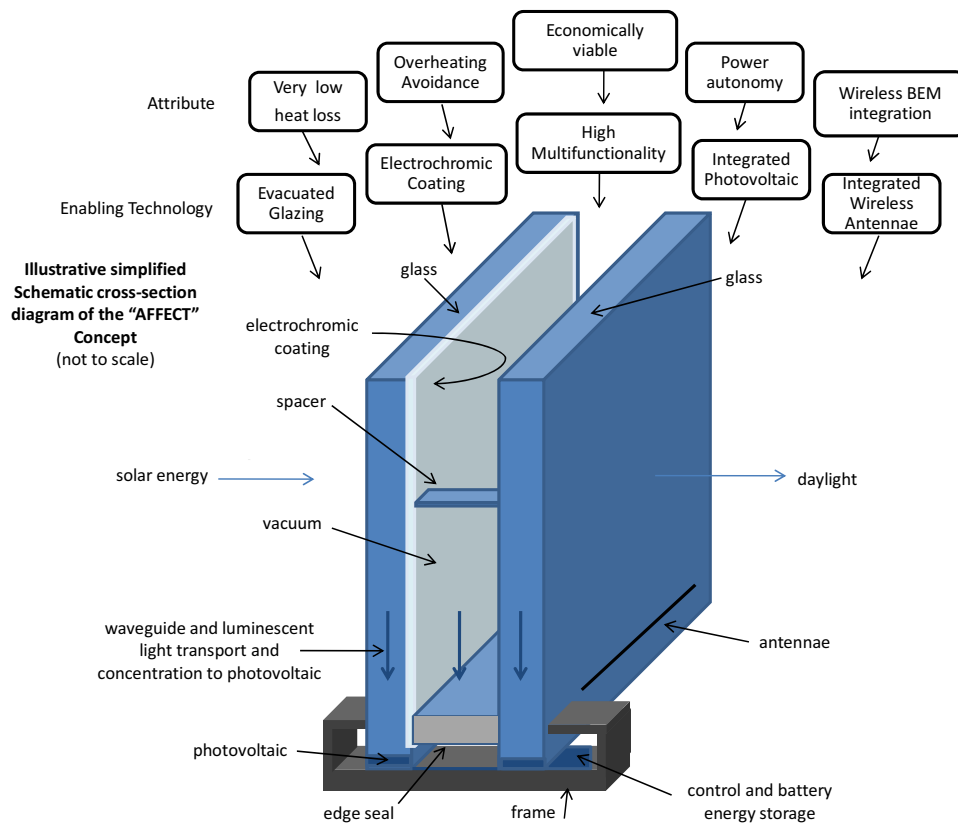 Economically
viable
Overheating
Avoidance
Power
autonomy
Very low
heat loss
Wireless BEM
integration
Attribute
High
Multifunctionality
Electrochromic
Coating
Integrated
Photovoltaic
Evacuated
Glazing
Integrated
Wireless
Antennae
Enabling Technology
Illustrative simplified
Schematic cross-section
diagram of the “AFFECT”
Concept
(not to scale)
glass
glass
electrochromic
coating
spacer
solar energy
daylight
vacuum
waveguide and luminescent
light transport and
concentration to photovoltaic
antennae
photovoltaic
edge seal
frame
control and battery
energy storage